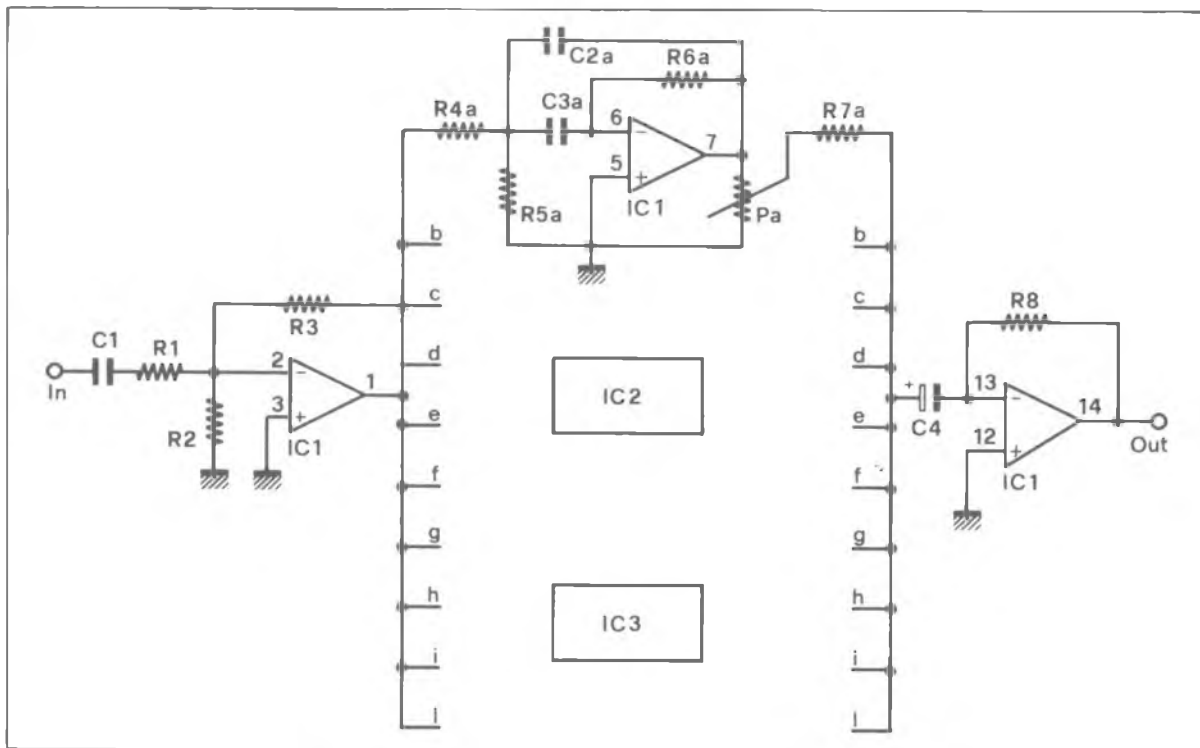 C2a
R6a
R4a
C3a
R7a
6
−
7
5
+
R5a
IC1
Pa
b
b
c
c
R3
R8
C1
R1
d
d
2
−
1
In
3
+
IC2
+
13
−
14
R2
IC1
e
C4
e
12
+
Out
IC1
f
f
g
g
h
h
IC3
i
i
l
l